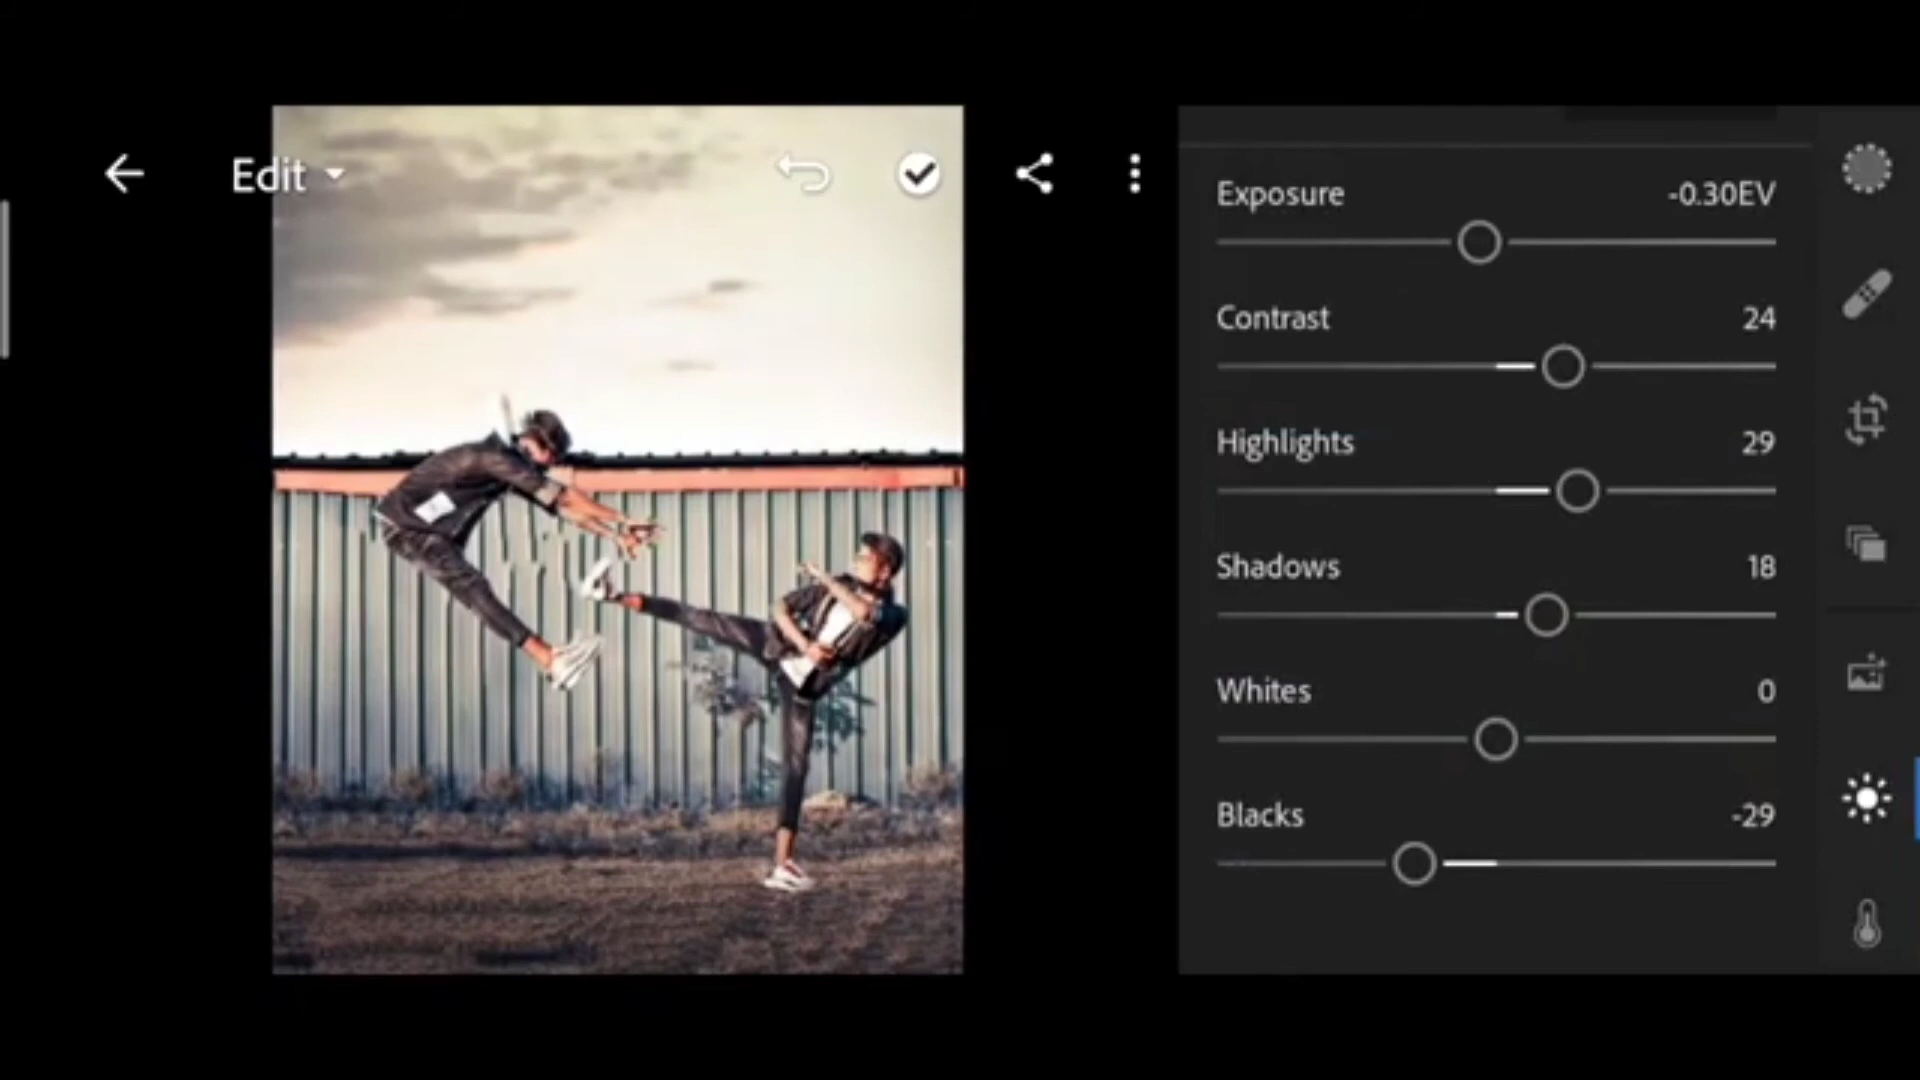 Edit
Exposure -0.30EV
Contrast 24
Highlights 29
Shadows 18
Whites 0
Blacks -29